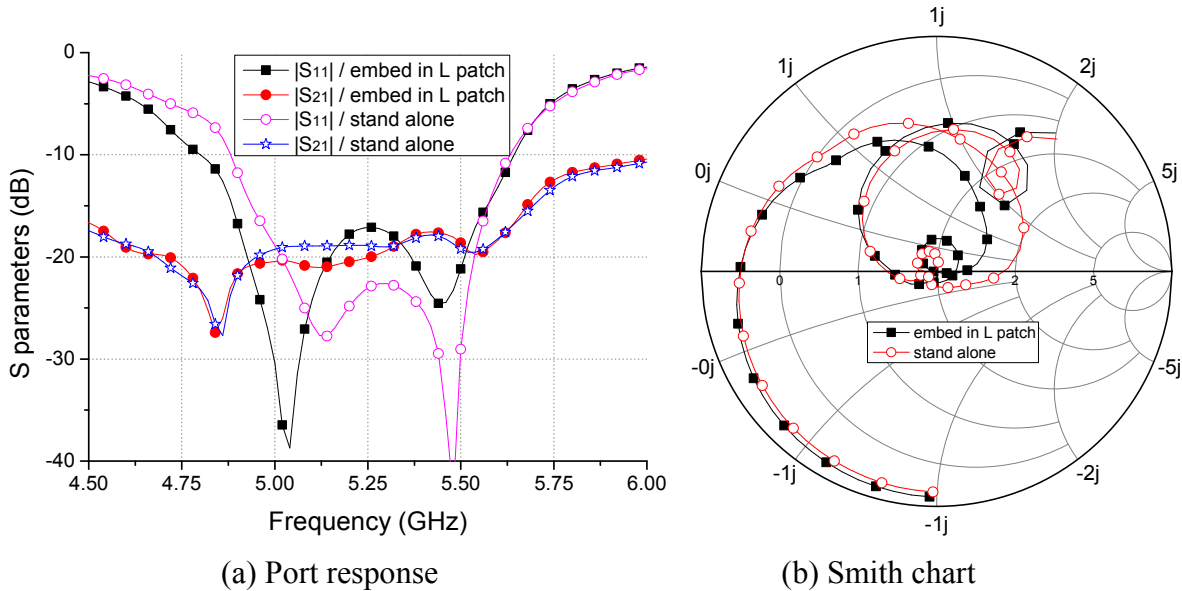 0
-10
-20
-30
-40
S parameters (dB)
4.50 4.75 5.00 5.25 5.50 5.75 6.00
Frequency (GHz)
|S11| / embed in L patch
|S21| / embed in L patch
|S11| / stand alone
|S21| / stand alone
(a) Port response
1j
1j
2j
0j
5j
0
1
2
5
-0j
-5j
-1j
-2j
-1j
embed in L patch
stand alone
(b) Smith chart